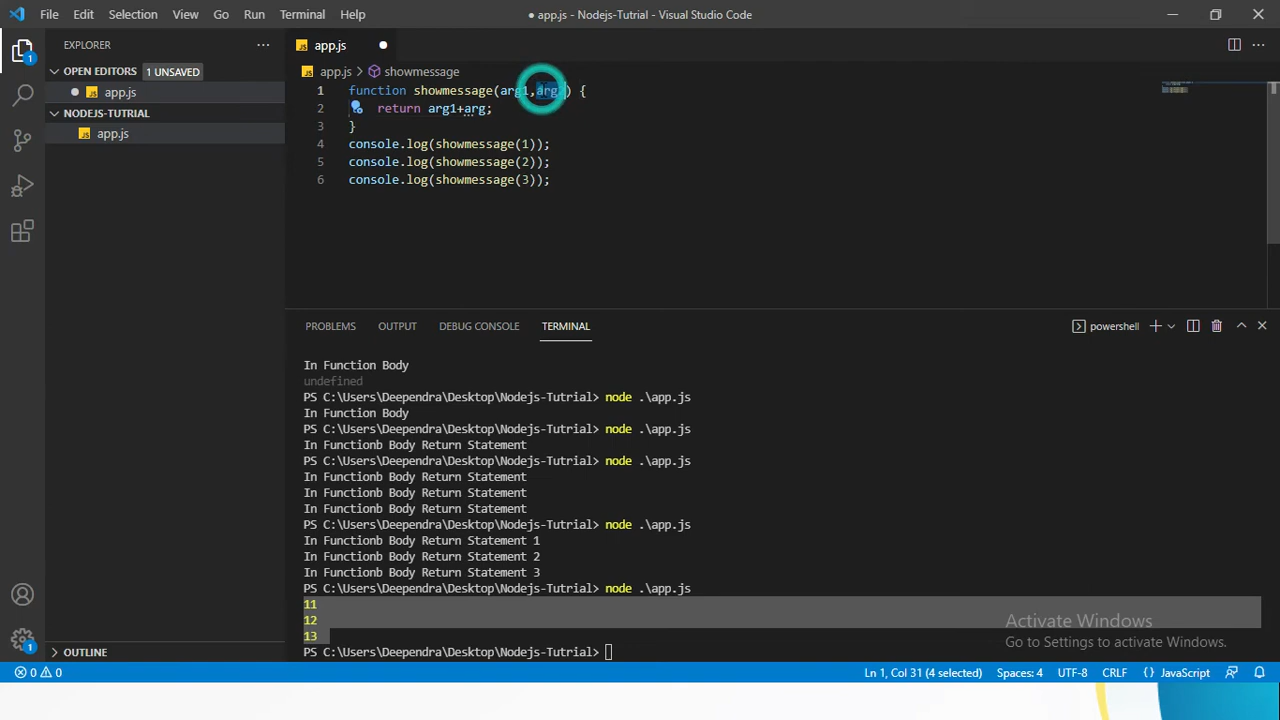 File Edit Selection View Go Run Terminal Help
● app.js - Nodejs-Tutrial - Visual Studio Code
EXPLORER
OPEN EDITORS 1 UNSAVED
app.js
NODEJS-TUTRIAL
app.js
OUTLINE
app.js
app.js > showmessage
1 function showmessage(arg1, {
2 return arg1+arg;
3 }
4 console.log(showmessage(1));
5 console.log(showmessage(2));
6 console.log(showmessage(3));
PROBLEMS OUTPUT DEBUG CONSOLE TERMINAL
powershell
In Function Body
undefined
PS C:\Users\Deependra\Desktop\Nodejs-Tutrial> node .\app.js
In Function Body
PS C:\Users\Deependra\Desktop\Nodejs-Tutrial> node .\app.js
In Functionb Body Return Statement
PS C:\Users\Deependra\Desktop\Nodejs-Tutrial> node .\app.js
In Functionb Body Return Statement
In Functionb Body Return Statement
In Functionb Body Return Statement
PS C:\Users\Deependra\Desktop\Nodejs-Tutrial> node .\app.js
In Functionb Body Return Statement 1
In Functionb Body Return Statement 2
In Functionb Body Return Statement 3
PS C:\Users\Deependra\Desktop\Nodejs-Tutrial> node .\app.js
11
12
13
PS C:\Users\Deependra\Desktop\Nodejs-Tutrial>
Activate Windows
Go to Settings to activate Windows.
0 0
Ln 1, Col 31 (4 selected) Spaces: 4 UTF-8 CRLF {} JavaScript